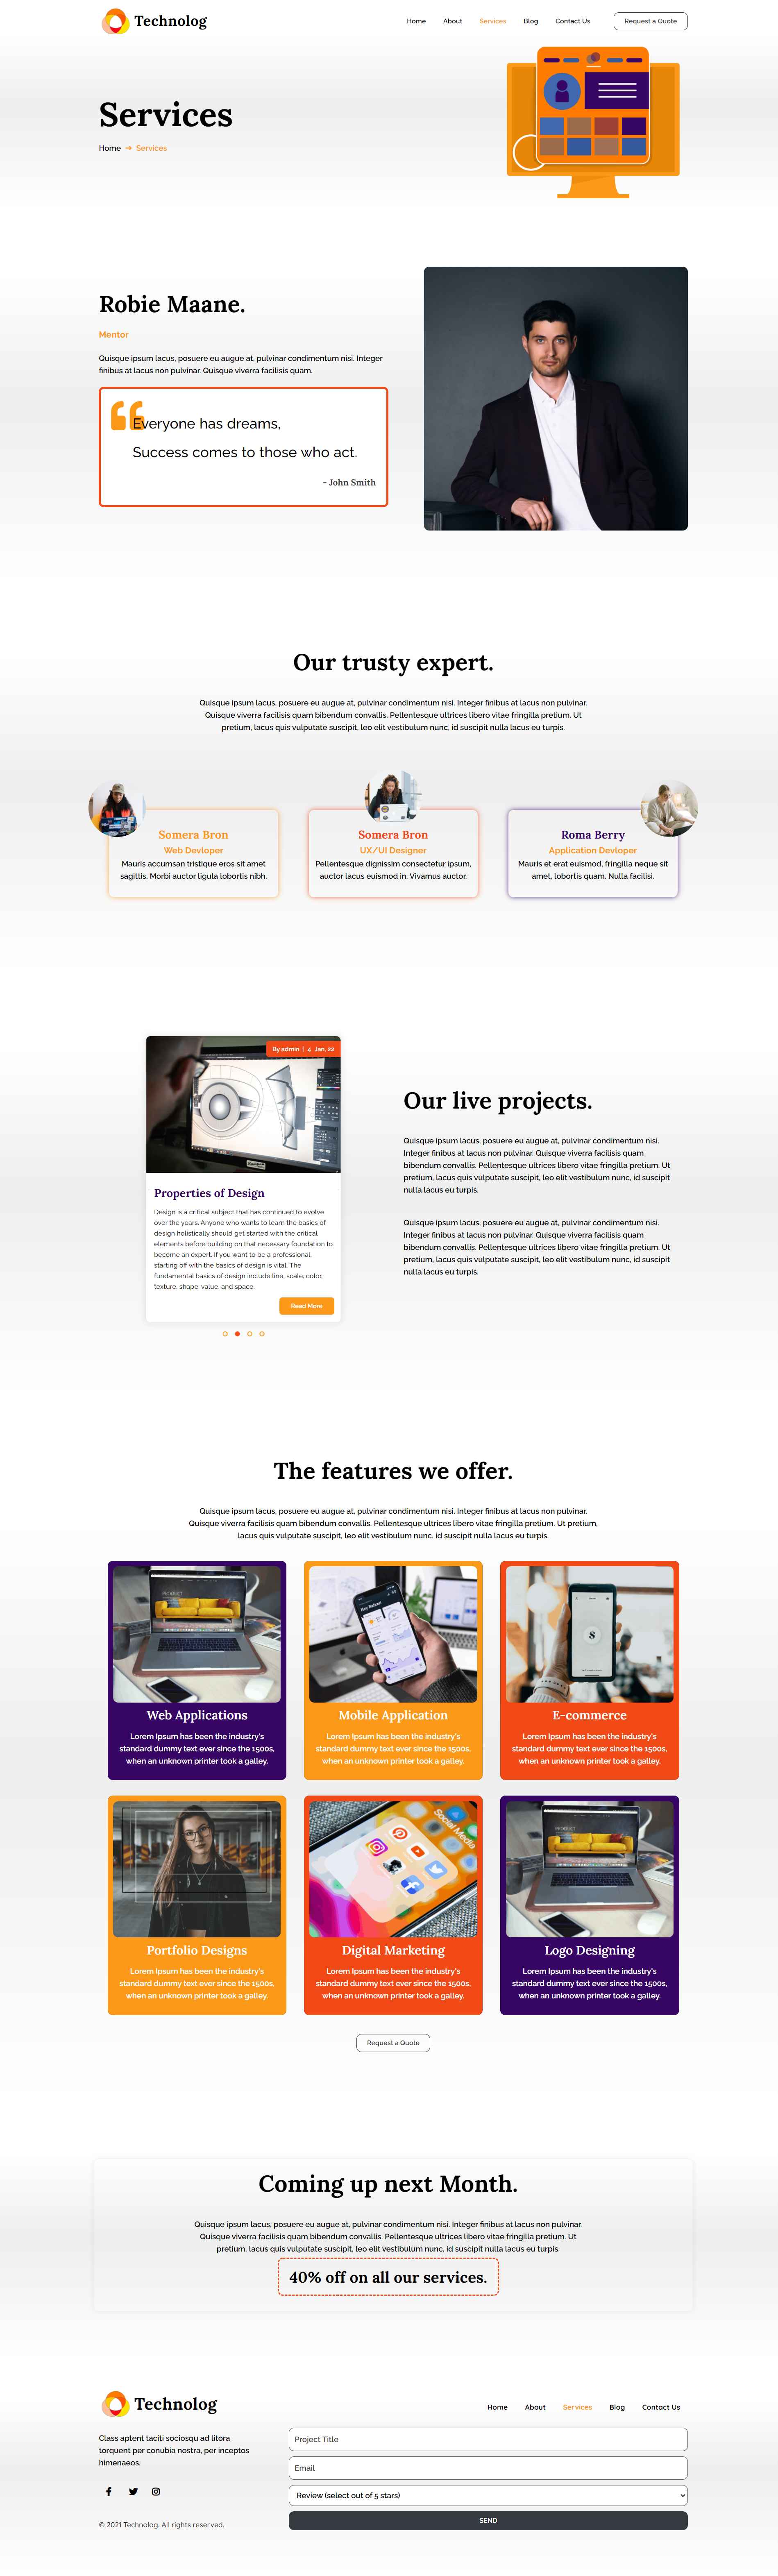 Technolog
Home About Services Blog Contact Us Request a Quote
Services
Home ➔ Services
Robie Maane.
Mentor
Quisque ipsum lacus, posuere eu augue at, pulvinar condimentum nisi. Integer
finibus at lacus non pulvinar. Quisque viverra facilisis quam.
Everyone has dreams,
Success comes to those who act.
- John Smith
Our trusty expert.
Quisque ipsum lacus, posuere eu augue at, pulvinar condimentum nisi. Integer finibus at lacus non pulvinar.
Quisque viverra facilisis quam bibendum convallis. Pellentesque ultrices libero vitae fringilla pretium. Ut
pretium, lacus quis vulputate suscipit, leo elit vestibulum nunc, id suscipit nulla lacus eu turpis.
Somera Bron
Web Devloper
Mauris accumsan tristique eros sit amet
sagittis. Morbi auctor ligula lobortis nibh.
Somera Bron
UX/UI Designer
Pellentesque dignissim consectetur ipsum,
auctor lacus euismod in. Vivamus auctor.
Roma Berry
Application Devloper
Mauris et erat euismod, fringilla neque sit
amet, lobortis quam. Nulla facilisi.
By admin | 4 Jan, 22
Properties of Design
Design is a critical subject that has continued to evolve
over the years. Anyone who wants to learn the basics of
design holistically should get started with the critical
elements before building on that necessary foundation to
become an expert. If you want to be a professional,
starting off with the basics of design is vital. The
fundamental basics of design include line, scale, color,
texture, shape, value, and space.
Read More
Our live projects.
Quisque ipsum lacus, posuere eu augue at, pulvinar condimentum nisi.
Integer finibus at lacus non pulvinar. Quisque viverra facilisis quam
bibendum convallis. Pellentesque ultrices libero vitae fringilla pretium. Ut
pretium, lacus quis vulputate suscipit, leo elit vestibulum nunc, id suscipit
nulla lacus eu turpis.
Quisque ipsum lacus, posuere eu augue at, pulvinar condimentum nisi.
Integer finibus at lacus non pulvinar. Quisque viverra facilisis quam
bibendum convallis. Pellentesque ultrices libero vitae fringilla pretium. Ut
pretium, lacus quis vulputate suscipit, leo elit vestibulum nunc, id suscipit
nulla lacus eu turpis.
The features we offer.
Quisque ipsum lacus, posuere eu augue at, pulvinar condimentum nisi. Integer finibus at lacus non pulvinar.
Quisque viverra facilisis quam bibendum convallis. Pellentesque ultrices libero vitae fringilla pretium. Ut pretium,
lacus quis vulputate suscipit, leo elit vestibulum nunc, id suscipit nulla lacus eu turpis.
PRODUCT
Web Applications
Lorem Ipsum has been the industry's
standard dummy text ever since the 1500s,
when an unknown printer took a galley.
Mobile Application
Lorem Ipsum has been the industry's
standard dummy text ever since the 1500s,
when an unknown printer took a galley.
S
E-commerce
Lorem Ipsum has been the industry's
standard dummy text ever since the 1500s,
when an unknown printer took a galley.
Portfolio Designs
Lorem Ipsum has been the industry's
standard dummy text ever since the 1500s,
when an unknown printer took a galley.
Social Media
Digital Marketing
Lorem Ipsum has been the industry's
standard dummy text ever since the 1500s,
when an unknown printer took a galley.
PRODUCT
Logo Designing
Lorem Ipsum has been the industry's
standard dummy text ever since the 1500s,
when an unknown printer took a galley.
Request a Quote
Coming up next Month.
Quisque ipsum lacus, posuere eu augue at, pulvinar condimentum nisi. Integer finibus at lacus non pulvinar.
Quisque viverra facilisis quam bibendum convallis. Pellentesque ultrices libero vitae fringilla pretium. Ut
pretium, lacus quis vulputate suscipit, leo elit vestibulum nunc, id suscipit nulla lacus eu turpis.
40% off on all our services.
Technolog
Class aptent taciti sociosqu ad litora
torquent per conubia nostra, per inceptos
himenaeos.
© 2021 Technolog. All rights reserved.
Home About Services Blog Contact Us
Project Title
Email
Review (select out of 5 stars)
SEND